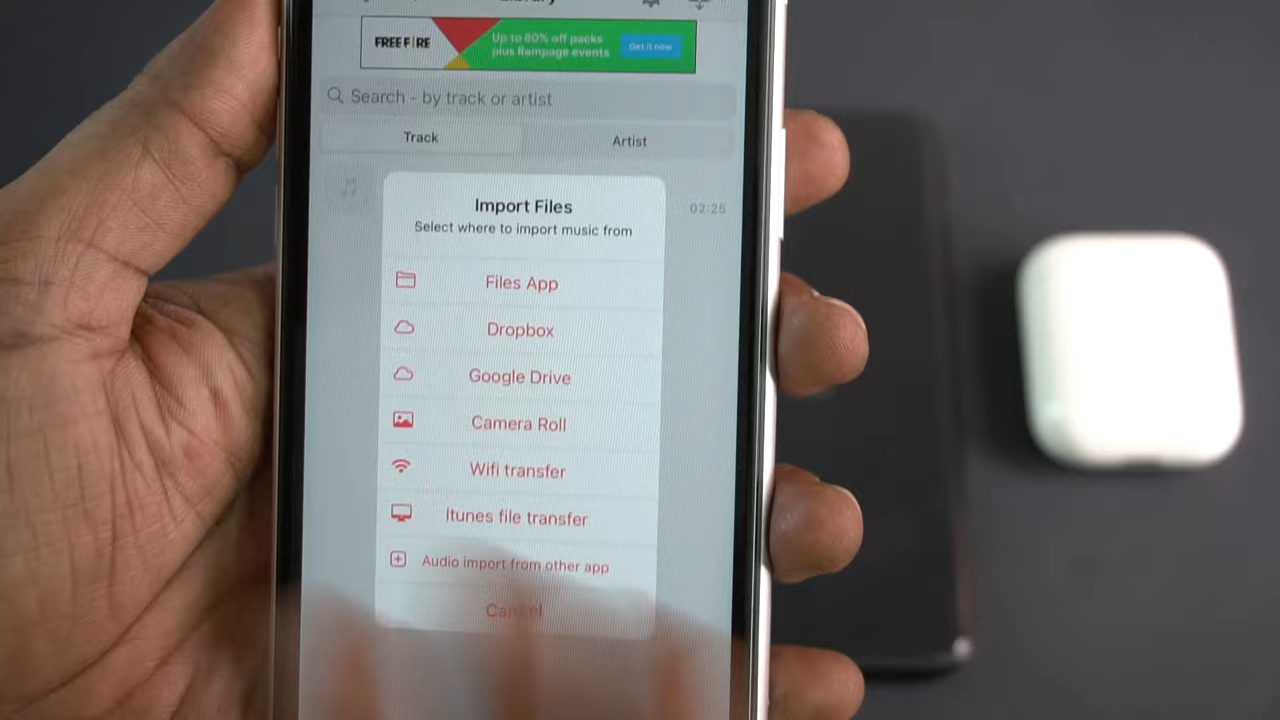 Library
FREE FIRE
Up to 80% off packs
plus Rampage events
Get it now
Search - by track or artist
Track
Artist
Import Files
Select where to import music from
02:25
Files App
Dropbox
Google Drive
Camera Roll
Wifi transfer
Itunes file transfer
Audio import from other app
Cancel